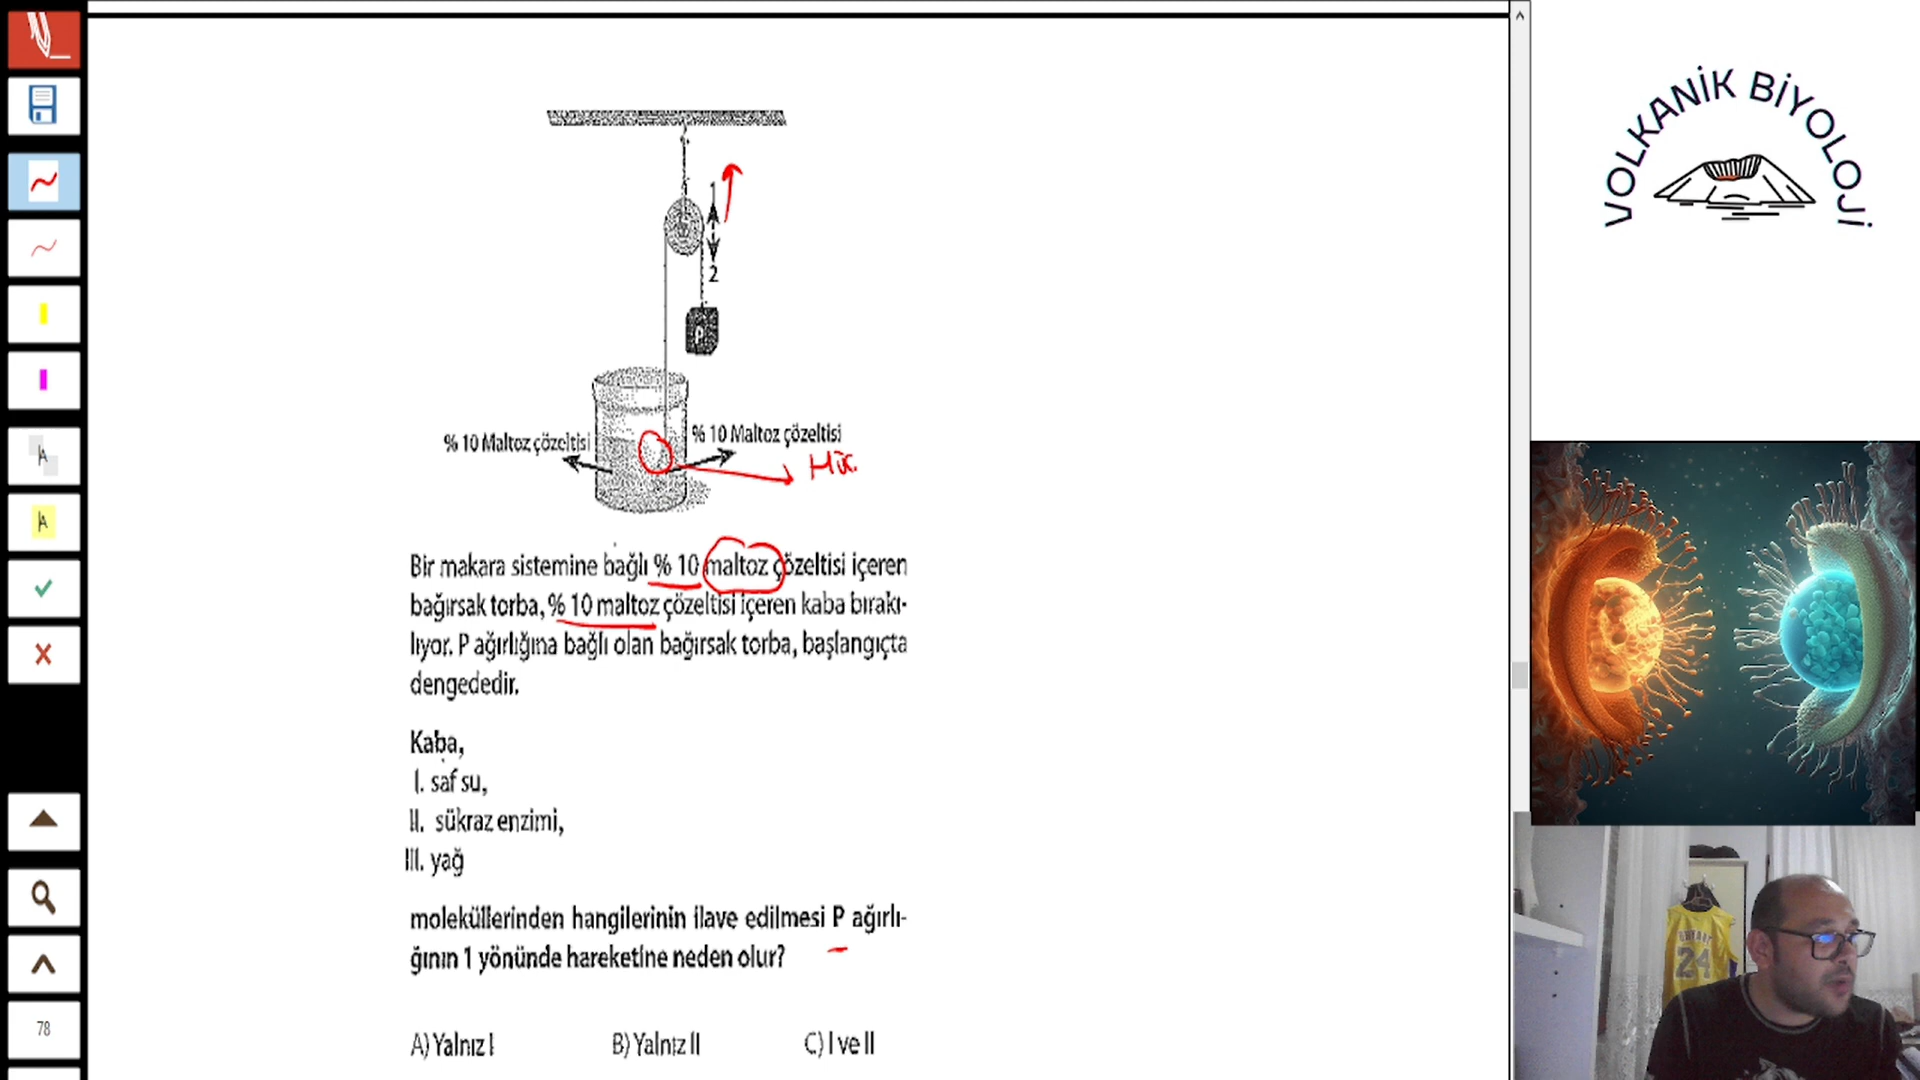 VOLKANİK BİYOLOJİ
1
2
P
% 10 Maltoz çözeltisi
% 10 Maltoz çözeltisi
Bir makara sistemine bağlı % 10 maltoz çözeltisi içeren
bağırsak torba, % 10 maltoz çözeltisi içeren kaba bırakı-
lıyor. P ağırlığına bağlı olan bağırsak torba, başlangıçta
dengededir.
Kaba,
I. saf su,
II. sükraz enzimi,
III. yağ
moleküllerinden hangilerinin ilave edilmesi P ağırlı-
ğının 1 yönünde hareketine neden olur?
A) Yalnız I
B) Yalnız II
C) I ve II
A
A
78
24